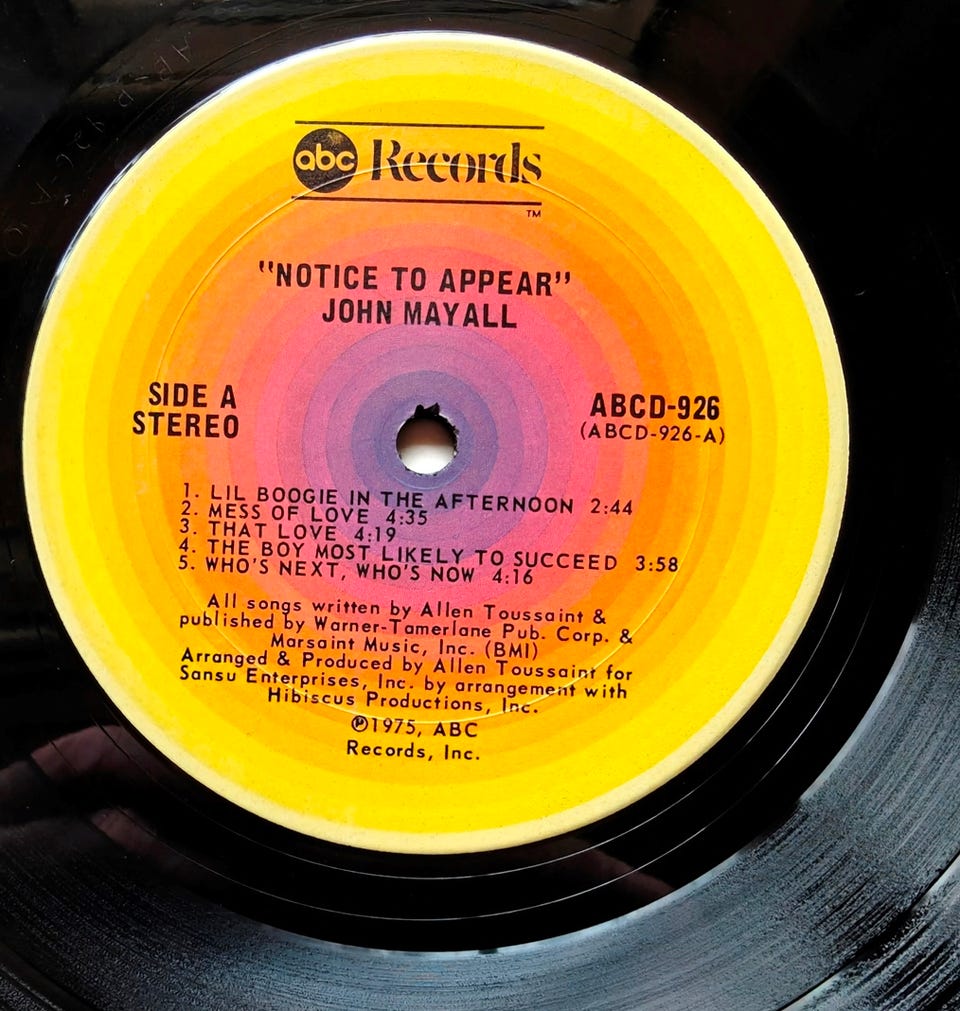 abc Records
TM
"NOTICE TO APPEAR"
JOHN MAYALL
SIDE A
STEREO
ABCD-926
(ABCD-926-A)
1. LIL BOOGIE IN THE AFTERNOON 2:44
2. MESS OF LOVE 4:35
3. THAT LOVE 4:19
4. THE BOY MOST LIKELY TO SUCCEED 3:58
5. WHO'S NEXT, WHO'S NOW 4:16
All songs written by Allen Toussaint &
published by Warner-Tamerlane Pub. Corp. &
Marsaint Music, Inc. (BMI)
Arranged & Produced by Allen Toussaint for
Sansu Enterprises, Inc. by arrangement with
Hibiscus Productions, Inc.
℗1975, ABC
Records, Inc.